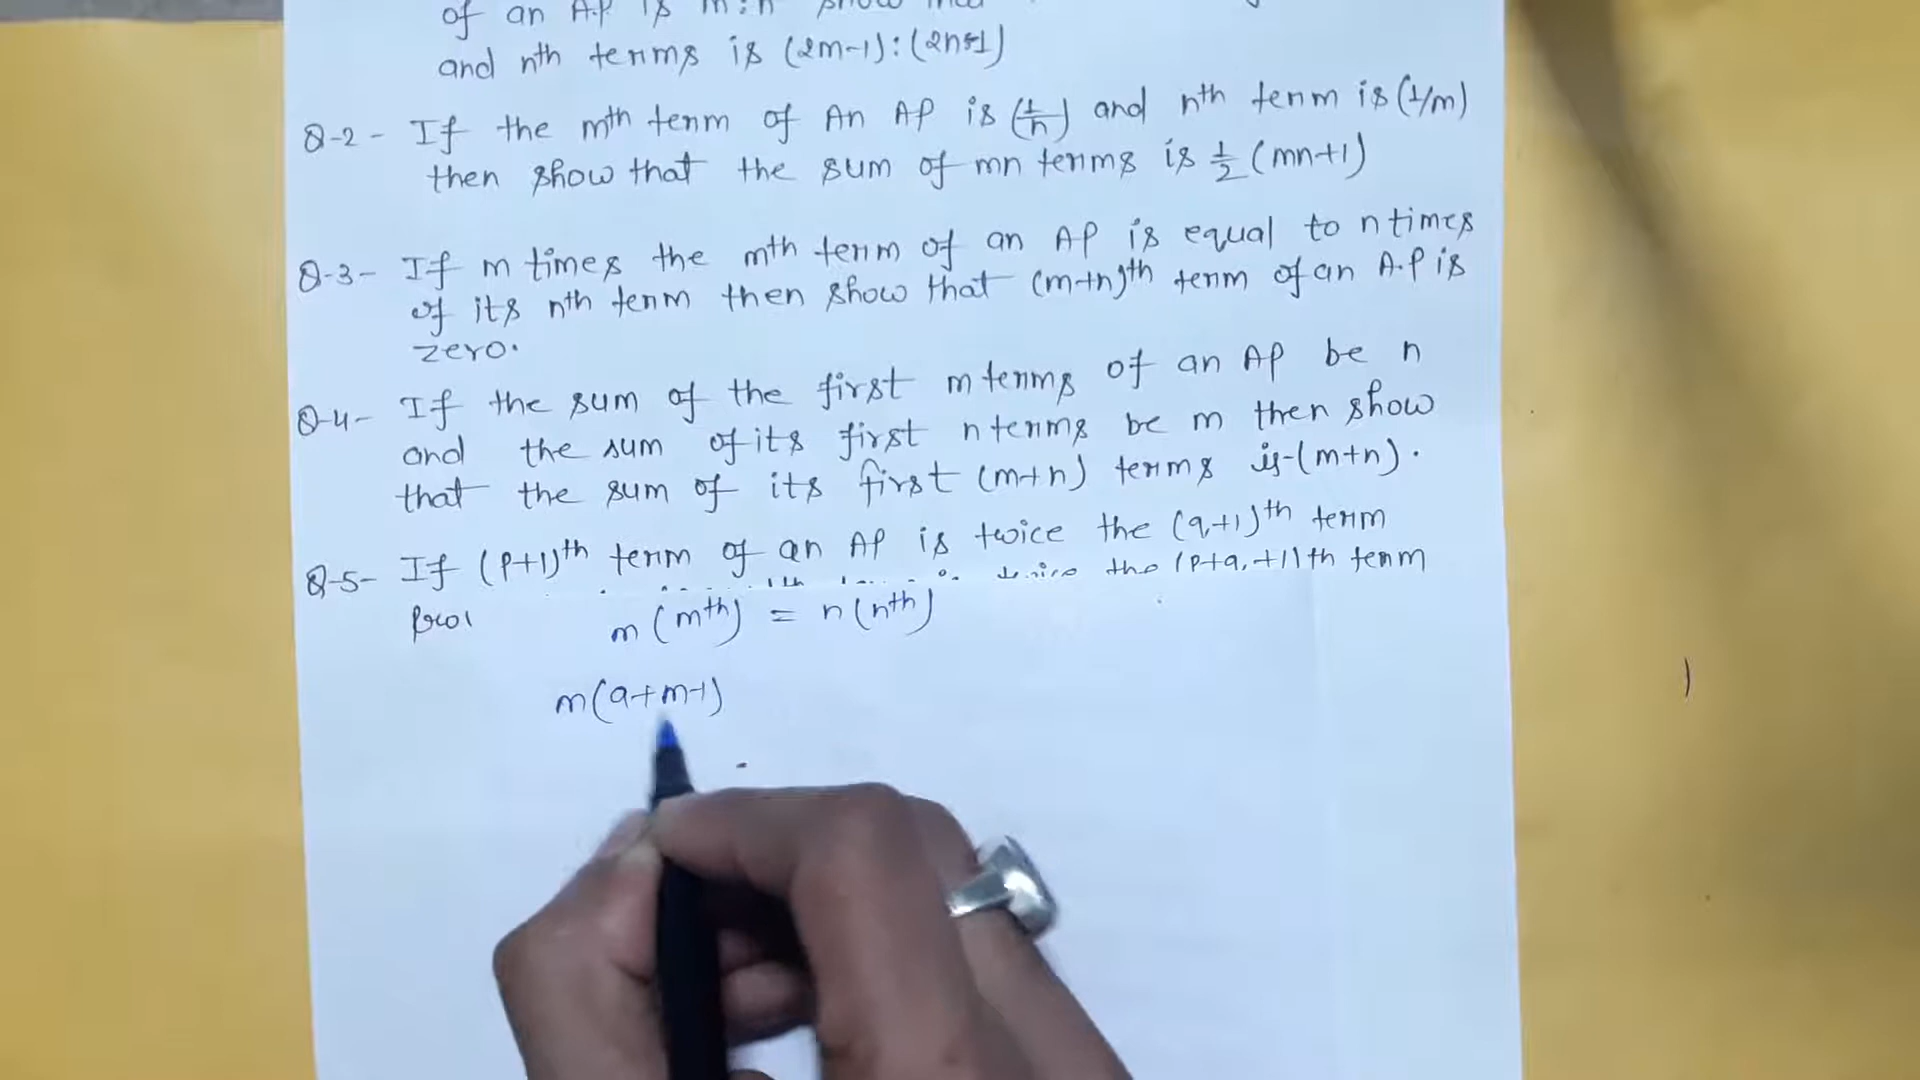 of an A.P is m:n show that
and nth terms is (2m-1):(2n-1)
Q-2- If the mth term of An AP is (1/n) and nth term is (1/m)
then show that the sum of mn terms is 1/2 (mn+1)
Q-3- If m times the mth term of an AP is equal to n times
of its nth term then show that (m+n)th term of an A.P is
zero.
Q-4- If the sum of the first m terms of an AP be n
and the sum of its first n terms be m then show
that the sum of its first (m+n) terms is -(m+n).
Q-5- If (P+1)th term of an AP is twice the (q+1)th term
twice the (P+q+1)th term
m(mth) = n(nth)
m(a+m-1)